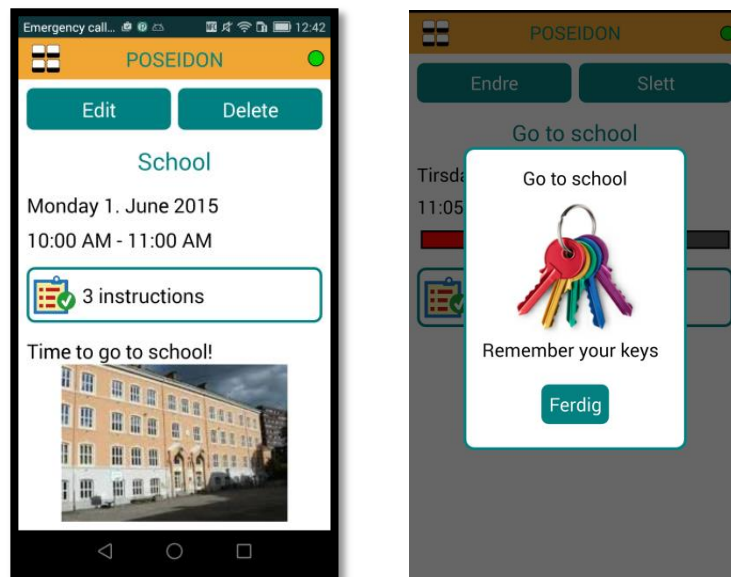 Emergency call... 12:42
POSEIDON
Edit Delete
School
Monday 1. June 2015
10:00 AM - 11:00 AM
3 instructions
Time to go to school!
POSEIDON
Endre Slett
Go to school
Tirsda
11:05
Go to school
Remember your keys
Ferdig